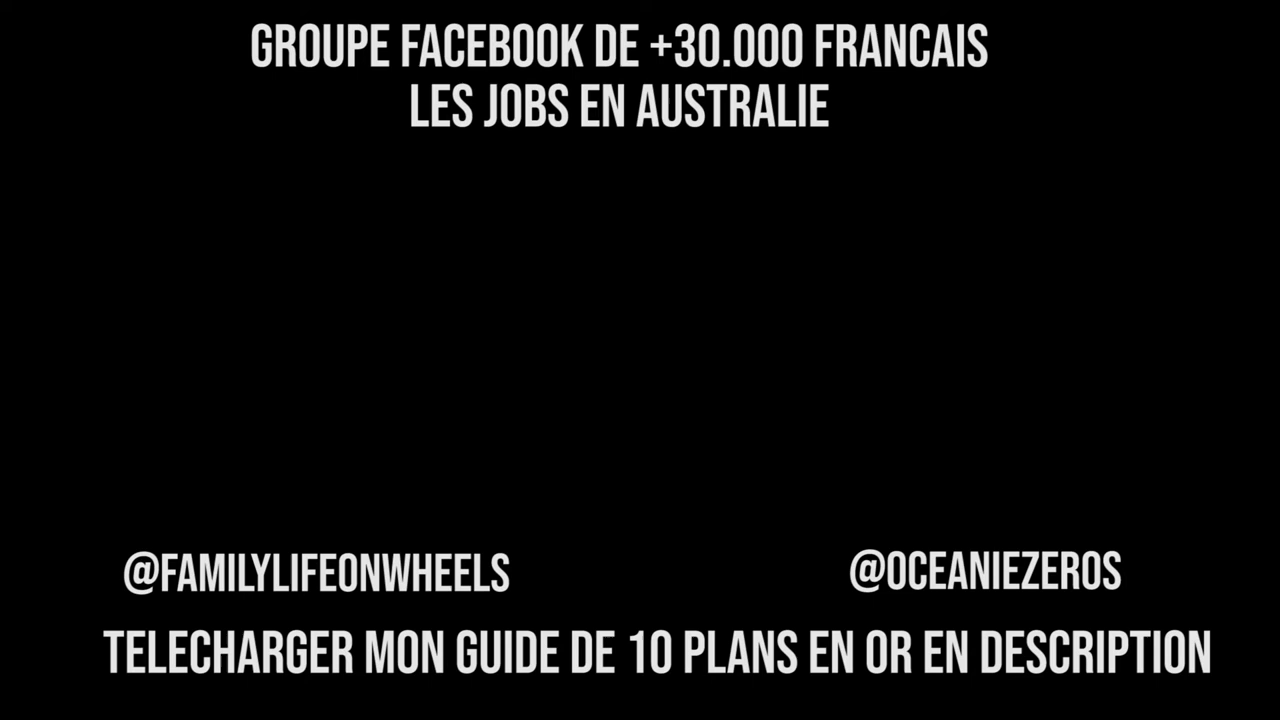 GROUPE FACEBOOK DE +30.000 FRANCAIS
LES JOBS EN AUSTRALIE
@FAMILYLIFEONWHEELS
@OCEANIEZEROS
TELECHARGER MON GUIDE DE 10 PLANS EN OR EN DESCRIPTION